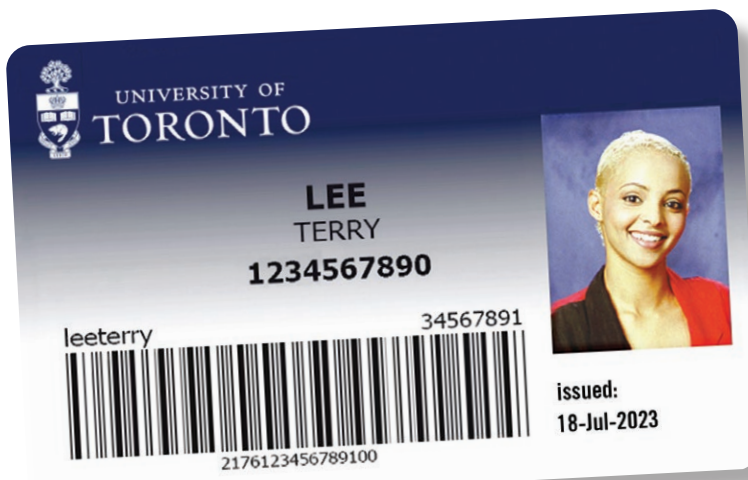 UNIVERSITY OF
TORONTO
LEE
TERRY
1234567890
leeterry
34567891
2176123456789100
issued:
18-Jul-2023